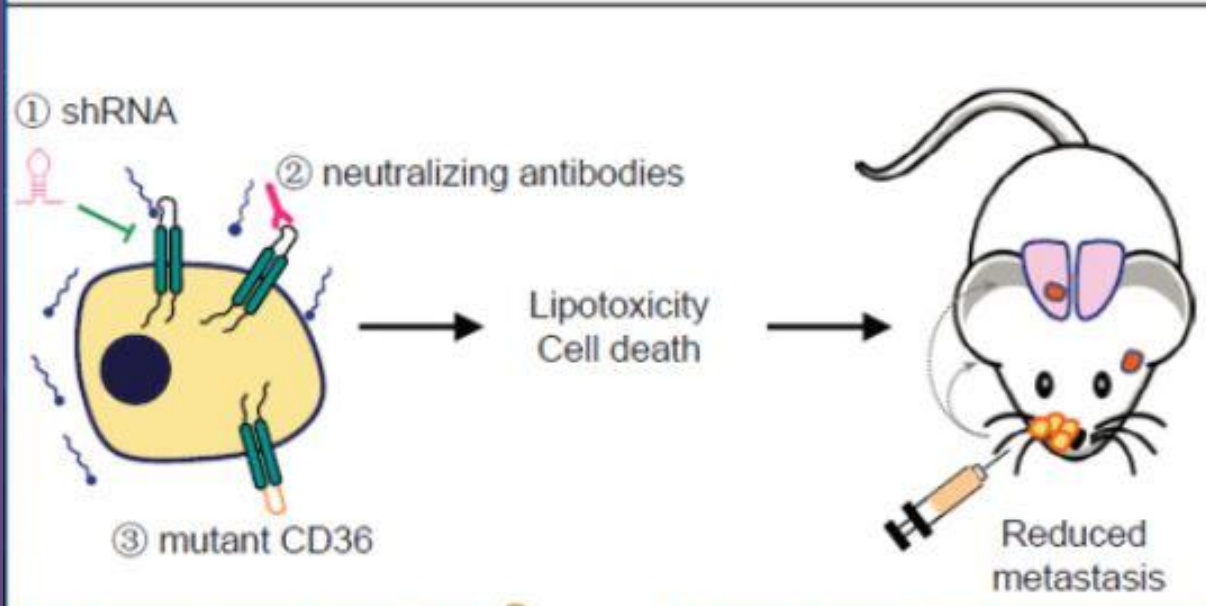 ① shRNA
② neutralizing antibodies
Lipotoxicity
Cell death
③ mutant CD36
Reduced
metastasis